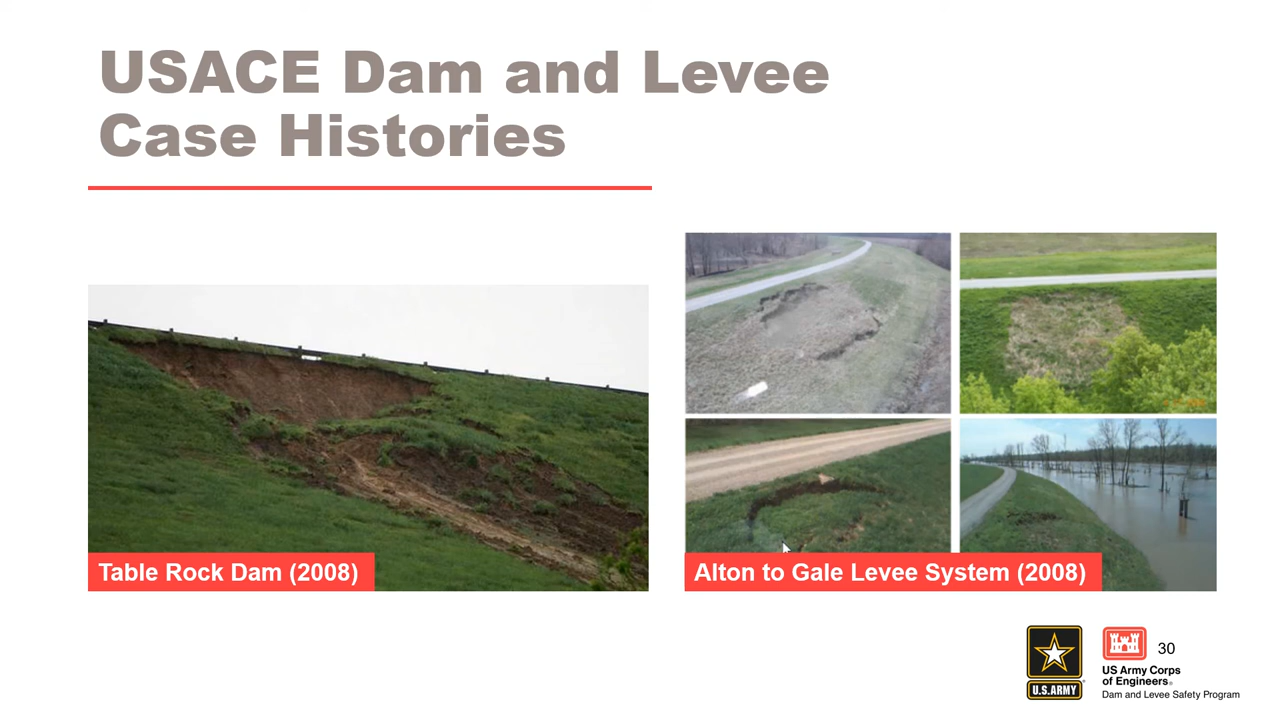 USACE Dam and Levee
Case Histories
Table Rock Dam (2008)
Alton to Gale Levee System (2008)
U.S.ARMY
30
US Army Corps
of Engineers®
Dam and Levee Safety Program